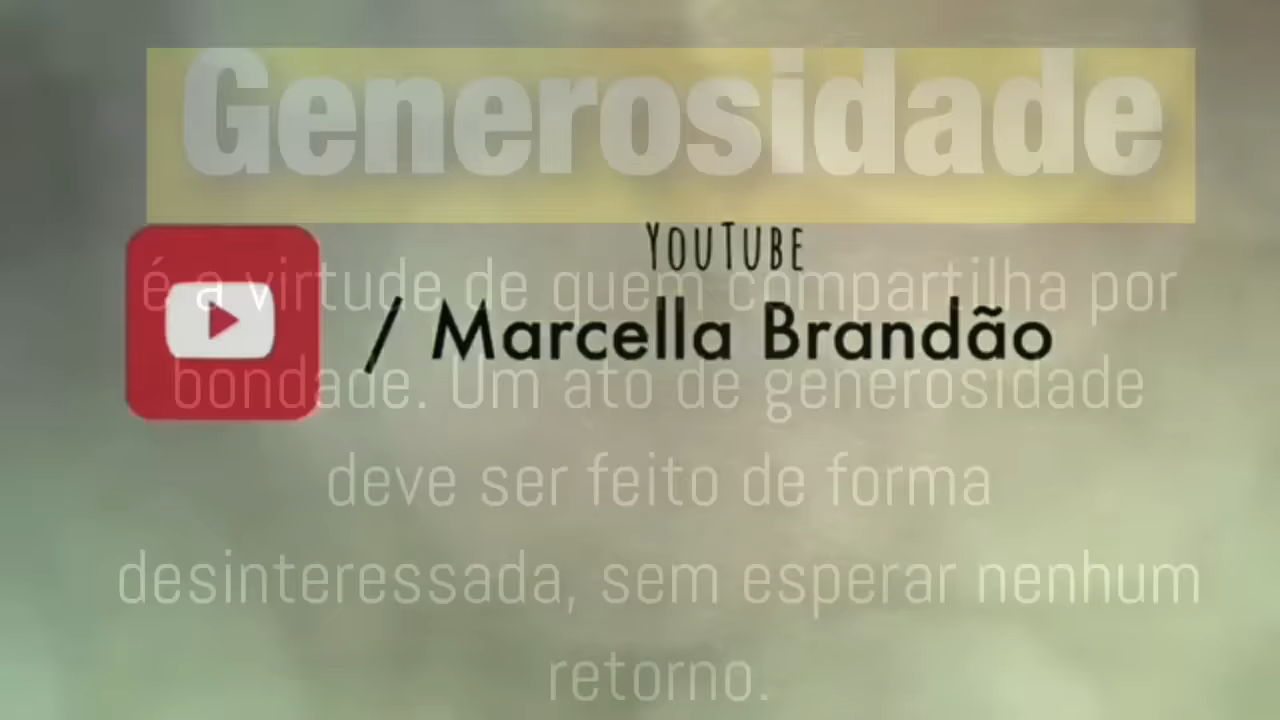 Generosidade
YouTube
é a virtude de quem compartilha por
/ Marcella Brandão
bondade. Um ato de generosidade
deve ser feito de forma
desinteressada, sem esperar nenhum
retorno.